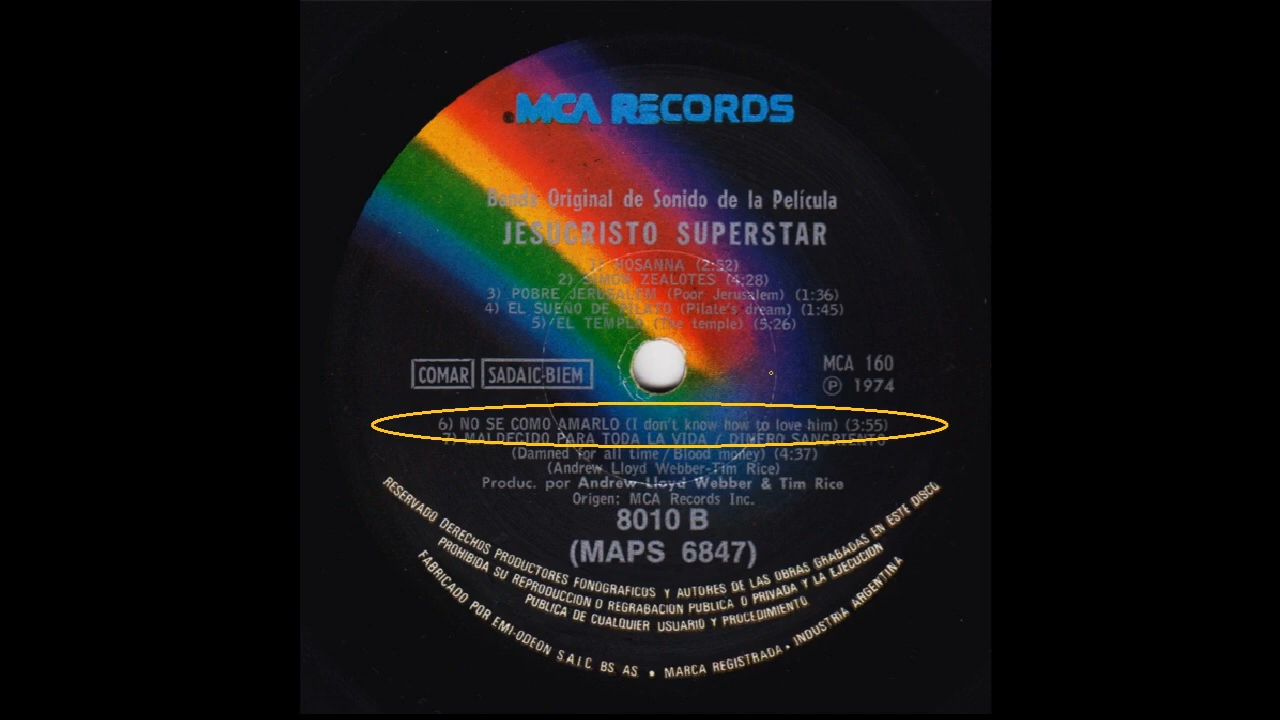 MCA RECORDS
Banda Original de Sonido de la Película
JESUCRISTO SUPERSTAR
1) HOSANNA (2:52)
2) SIMON ZEALOTES (4:28)
3) POBRE JERUSALEM (Poor Jerusalem) (1:36)
4) EL SUEÑO DE PILATO (Pilate's dream) (1:45)
5) EL TEMPLO (The temple) (5:26)
COMAR SADAIC-BIEM
MCA 160
Ⓟ 1974
6) NO SE COMO AMARLO (I don't know how to love him) (3:55)
7) MALDECIDO PARA TODA LA VIDA / DINERO SANGRIENTO
(Damned for all time/Blood money) (4:37)
(Andrew Lloyd Webber-Tim Rice)
Produc. por Andrew Lloyd Webber & Tim Rice
Origen: MCA Records Inc.
8010 B
(MAPS 6847)
RESERVADO DERECHOS PRODUCTORES FONOGRAFICOS Y AUTORES DE LAS OBRAS GRABADAS EN ESTE DISCO
PROHIBIDA SU REPRODUCCION O REGRABACION PUBLICA O PRIVADA Y LA EJECUCION
PUBLICA DE CUALQUIER USUARIO Y PROCEDIMIENTO
FABRICADO POR EMI-ODEON S.A.I.C. BS AS • MARCA REGISTRADA • INDUSTRIA ARGENTINA